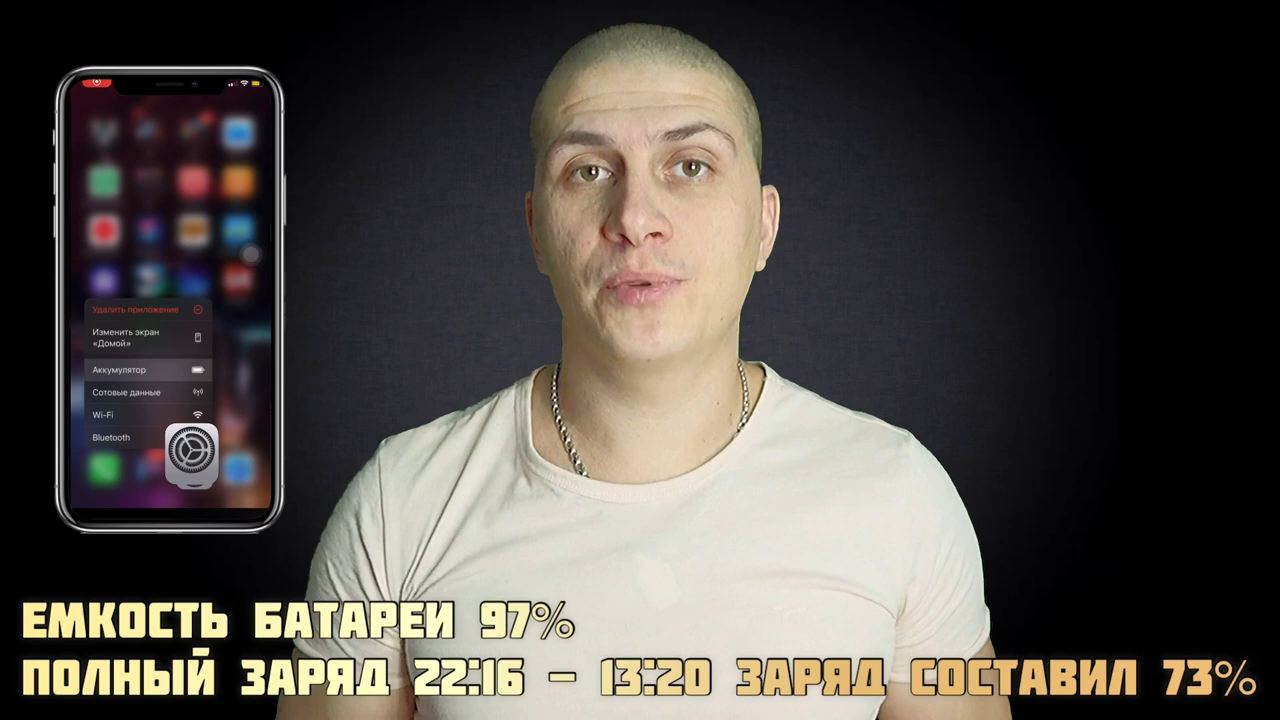 Удалить приложение
Изменить экран
«Домой»
Аккумулятор
Сотовые данные
Wi-Fi
Bluetooth
ЕМКОСТЬ БАТАРЕИ 97%
ПОЛНЫЙ ЗАРЯД 22:16 – 13:20 ЗАРЯД СОСТАВИЛ 73%